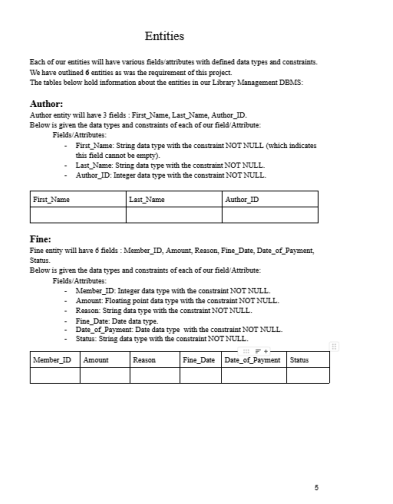 Entities
Each of our entities will have various fields/attributes with defined data types and constraints.
We have outlined 6 entities as was the requirement of this project.
The tables below hold information about the entities in our Library Management DBMS:
Author:
Author entity will have 3 fields : First_Name, Last_Name, Author_ID.
Below is given the data types and constraints of each of our field/Attribute:
Fields/Attributes:
- First_Name: String data type with the constraint NOT NULL (which indicates
this field cannot be empty).
- Last_Name: String data type with the constraint NOT NULL.
- Author_ID: Integer data type with the constraint NOT NULL.
First_Name Last_Name Author_ID
Fine:
Fine entity will have 6 fields : Member_ID, Amount, Reason, Fine_Date, Date_of_Payment,
Status.
Below is given the data types and constraints of each of our field/Attribute:
Fields/Attributes:
- Member_ID: Integer data type with the constraint NOT NULL.
- Amount: Floating point data type with the constraint NOT NULL.
- Reason: String data type with the constraint NOT NULL.
- Fine_Date: Date data type.
- Date_of_Payment: Date data type with the constraint NOT NULL.
- Status: String data type with the constraint NOT NULL.
Member_ID Amount Reason Fine_Date Date_of_Payment Status
5